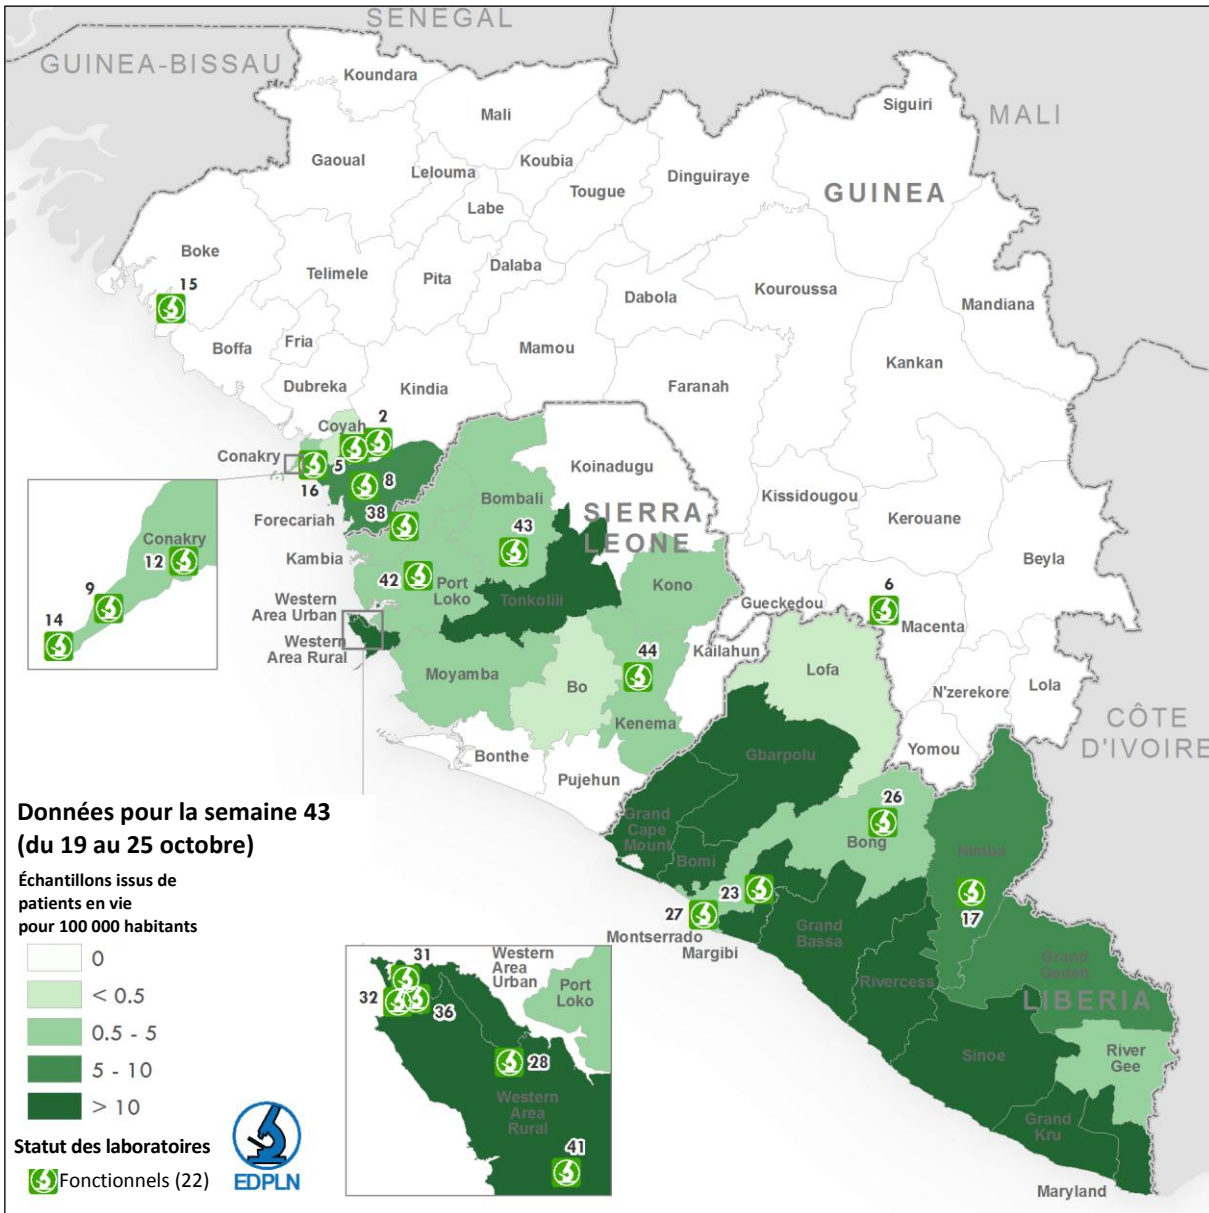 SENEGAL
GUINEA-BISSAU
Koundara
Mali
Siguiri
MALI
Gaoual
Lelouma
Koubia
Tougue
Dinguiraye
GUINEA
Labe
Boke
Telimele
Pita
Dalaba
Dabola
Kouroussa
Mandiana
15
Boffa
Fria
Mamou
Kankan
Dubreka
Kindia
Faranah
2
Coyah
Conakry
5
8
16
Koinadugu
Kissidougou
Bombali
Forecariah
38
43
SIERRA
LEONE
Kerouane
Conakry
12
Kambia
Beyla
9
42
Port
Loko
Kono
14
Western
Area Urban
Tonkolili
Gueckedou
6
Macenta
Western
Area Rural
Kailahun
44
Moyamba
Bo
Lofa
N'zerekore
Lola
Kenema
CÔTE
D'IVOIRE
Bonthe
Pujehun
Gbarpolu
Yomou
26
Grand
Cape
Mount
Bong
Nimba
Bomi
23
17
27
Montserrado
Margibi
Grand
Bassa
Grand
Gedeh
Rivercess
LIBERIA
River
Gee
Sinoe
Grand
Kru
Maryland
Données pour la semaine 43
(du 19 au 25 octobre)
Échantillons issus de
patients en vie
pour 100 000 habitants
0
< 0.5
0.5 - 5
5 - 10
> 10
Statut des laboratoires
Fonctionnels (22)
EDPLN
31
Western
Area
Urban
Port
Loko
32
36
28
Western
Area
Rural
41